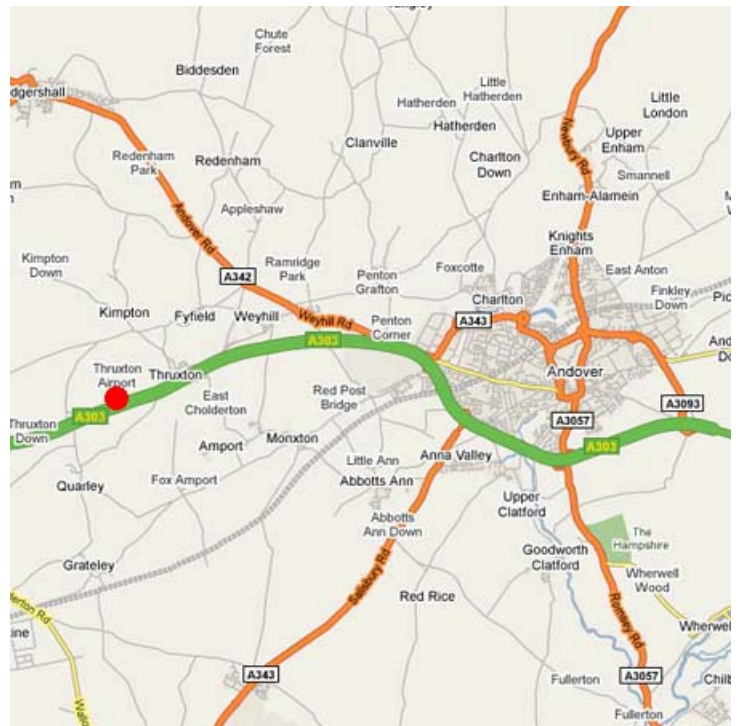 Chute
Forest
Biddesden
dgershall
Little
Hatherden
Hatherden
Hatherden
Little
London
Newbury Rd
Upper
Enham
Clanville
Redenham
Park
Redenham
Charlton
Down
Smannell
Enham-Alamein
Appleshaw
Andover Rd
Knights
Enham
Kimpton
Down
Ramridge
Park
Foxcotte
East Anton
A342
Penton
Grafton
Finkley
Down
Charlton
Kimpton
Fyfield
Weyhill
Weyhill Rd
Penton
Corner
A343
A303
Thruxton
Airport
Thruxton
Andover
East
Cholderton
Red Post
Bridge
A303
A3057
A3093
Thruxton
Down
Amport
Monxton
A303
Little Ann
Anna Valley
Abbotts Ann
Quarley
Fox Amport
Upper
Clatford
Abbotts
Ann Down
The
Hampshire
Goodworth
Clatford
Grateley
Salisbury Rd
Wherwell
Wood
Red Rice
Romsey Rd
Wherwell
A343
Fullerton
A3057
Fullerton